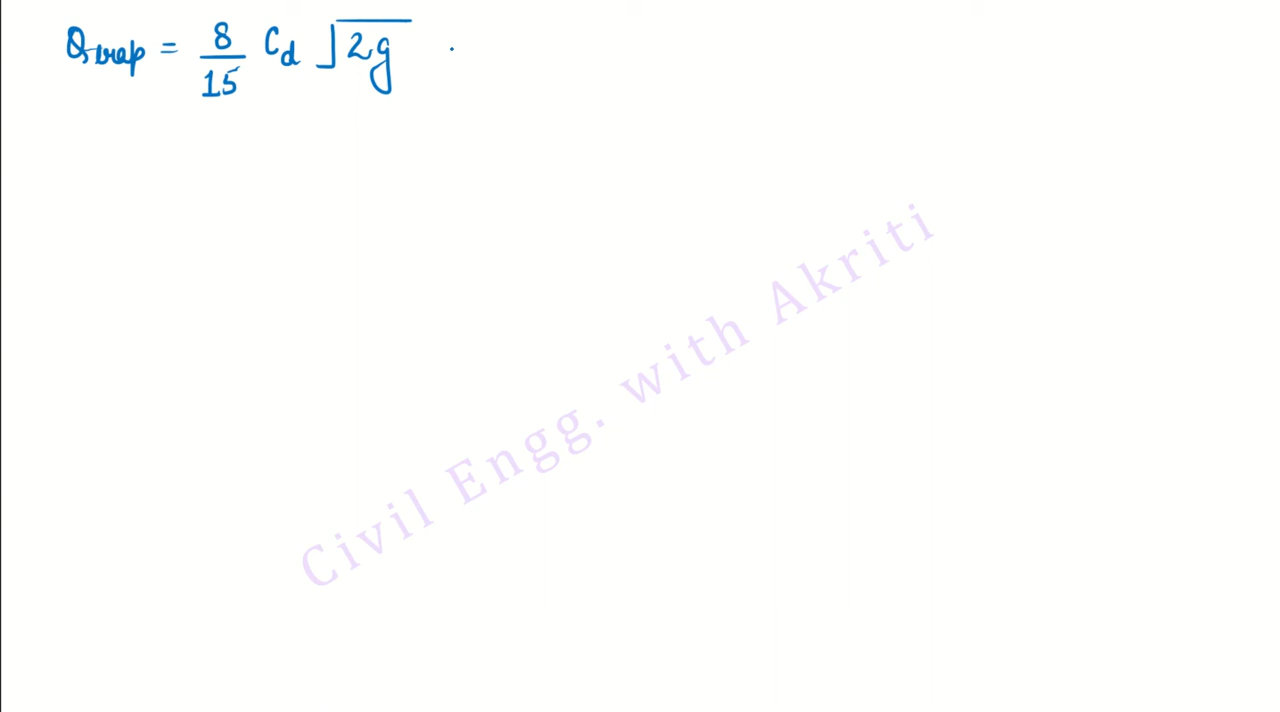 Qtrap = 8/15 Cd √2g
Civil Engg. with Akriti